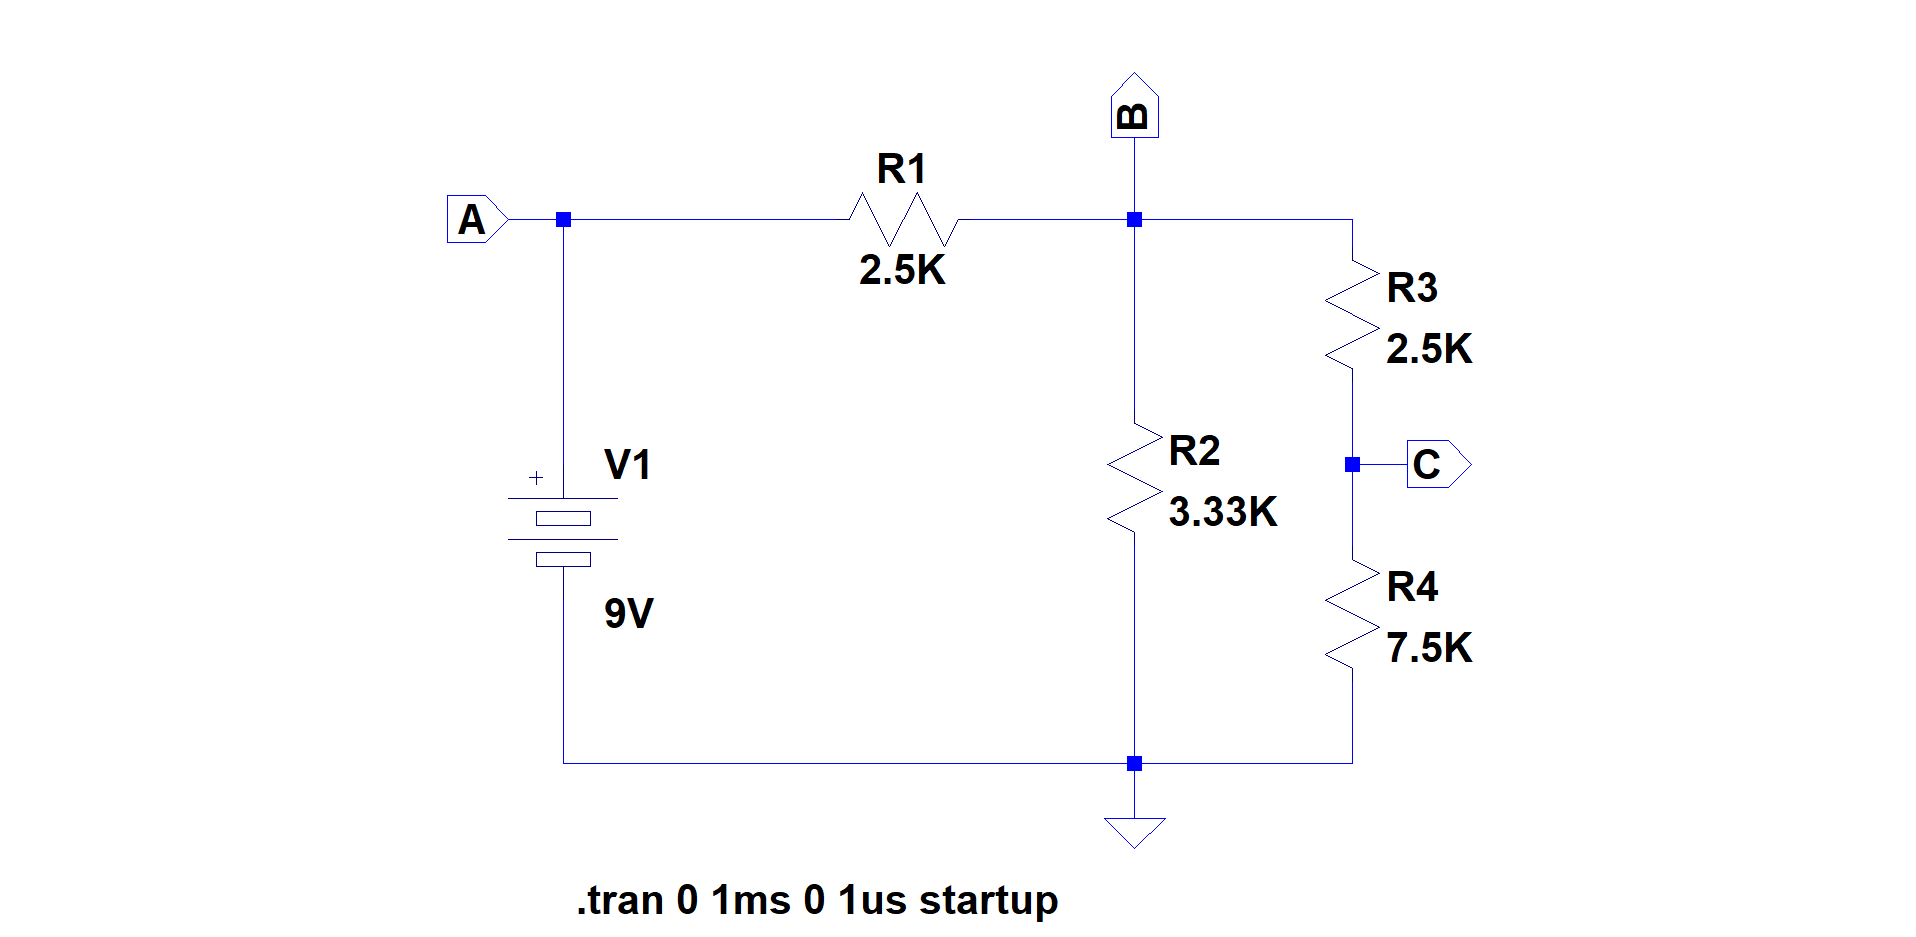 B
R1
A
2.5K
R3
2.5K
V1
R2
C
3.33K
9V
R4
7.5K
.tran 0 1ms 0 1us startup